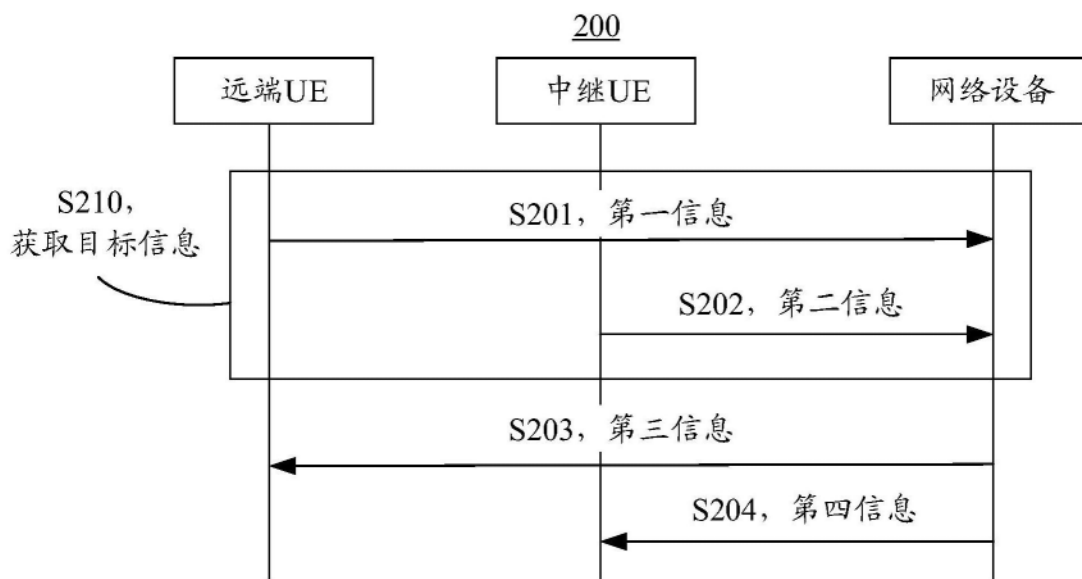 200
远端UE
中继UE
网络设备
S210，
获取目标信息
S201，第一信息
S202，第二信息
S203，第三信息
S204，第四信息